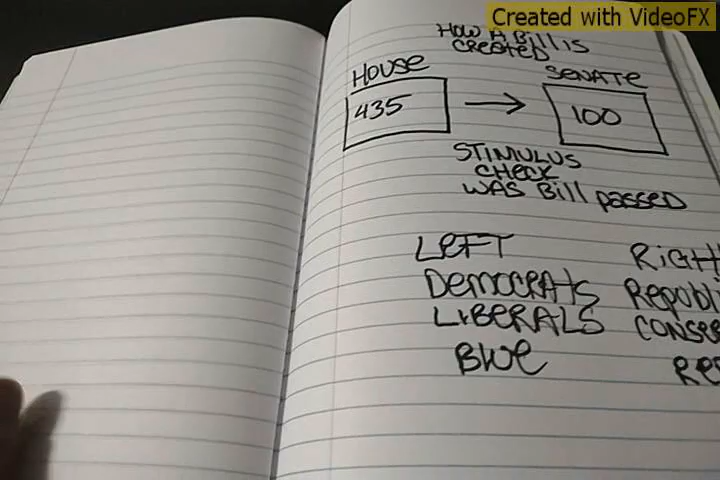 Created with VideoFX
HOW A Bill is
CREATED
HOUSE
SENATE
435
100
STIMULUS
CHECK
WAS Bill passed
LEFT
RIGHT
DEMOCRATS
LIBERALS
Blue